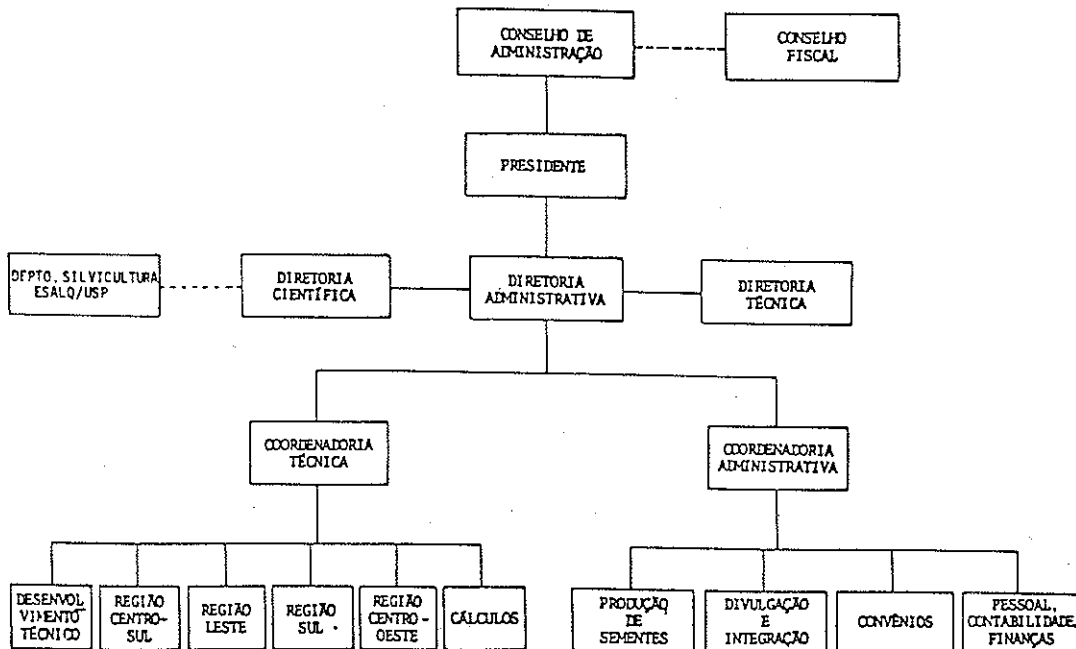 CONSELHO DE
ADMINISTRAÇÃO
CONSELHO
FISCAL
PRESIDENTE
DEPTO. SILVICULTURA
ESALQ/USP
DIRETORIA
CIENTÍFICA
DIRETORIA
ADMINISTRATIVA
DIRETORIA
TÉCNICA
COORDENADORIA
TÉCNICA
COORDENADORIA
ADMINISTRATIVA
DESENVOL
VIMENTO
TÉCNICO
REGIÃO
CENTRO-
SUL
REGIÃO
LESTE
REGIÃO
SUL
REGIÃO
CENTRO-
OESTE
CÁLCULOS
PRODUÇÃO
DE
SEMENTES
DIVULGAÇÃO
E
INTEGRAÇÃO
CONVÊNIOS
PESSOAL,
CONTABILIDADE,
FINANÇAS